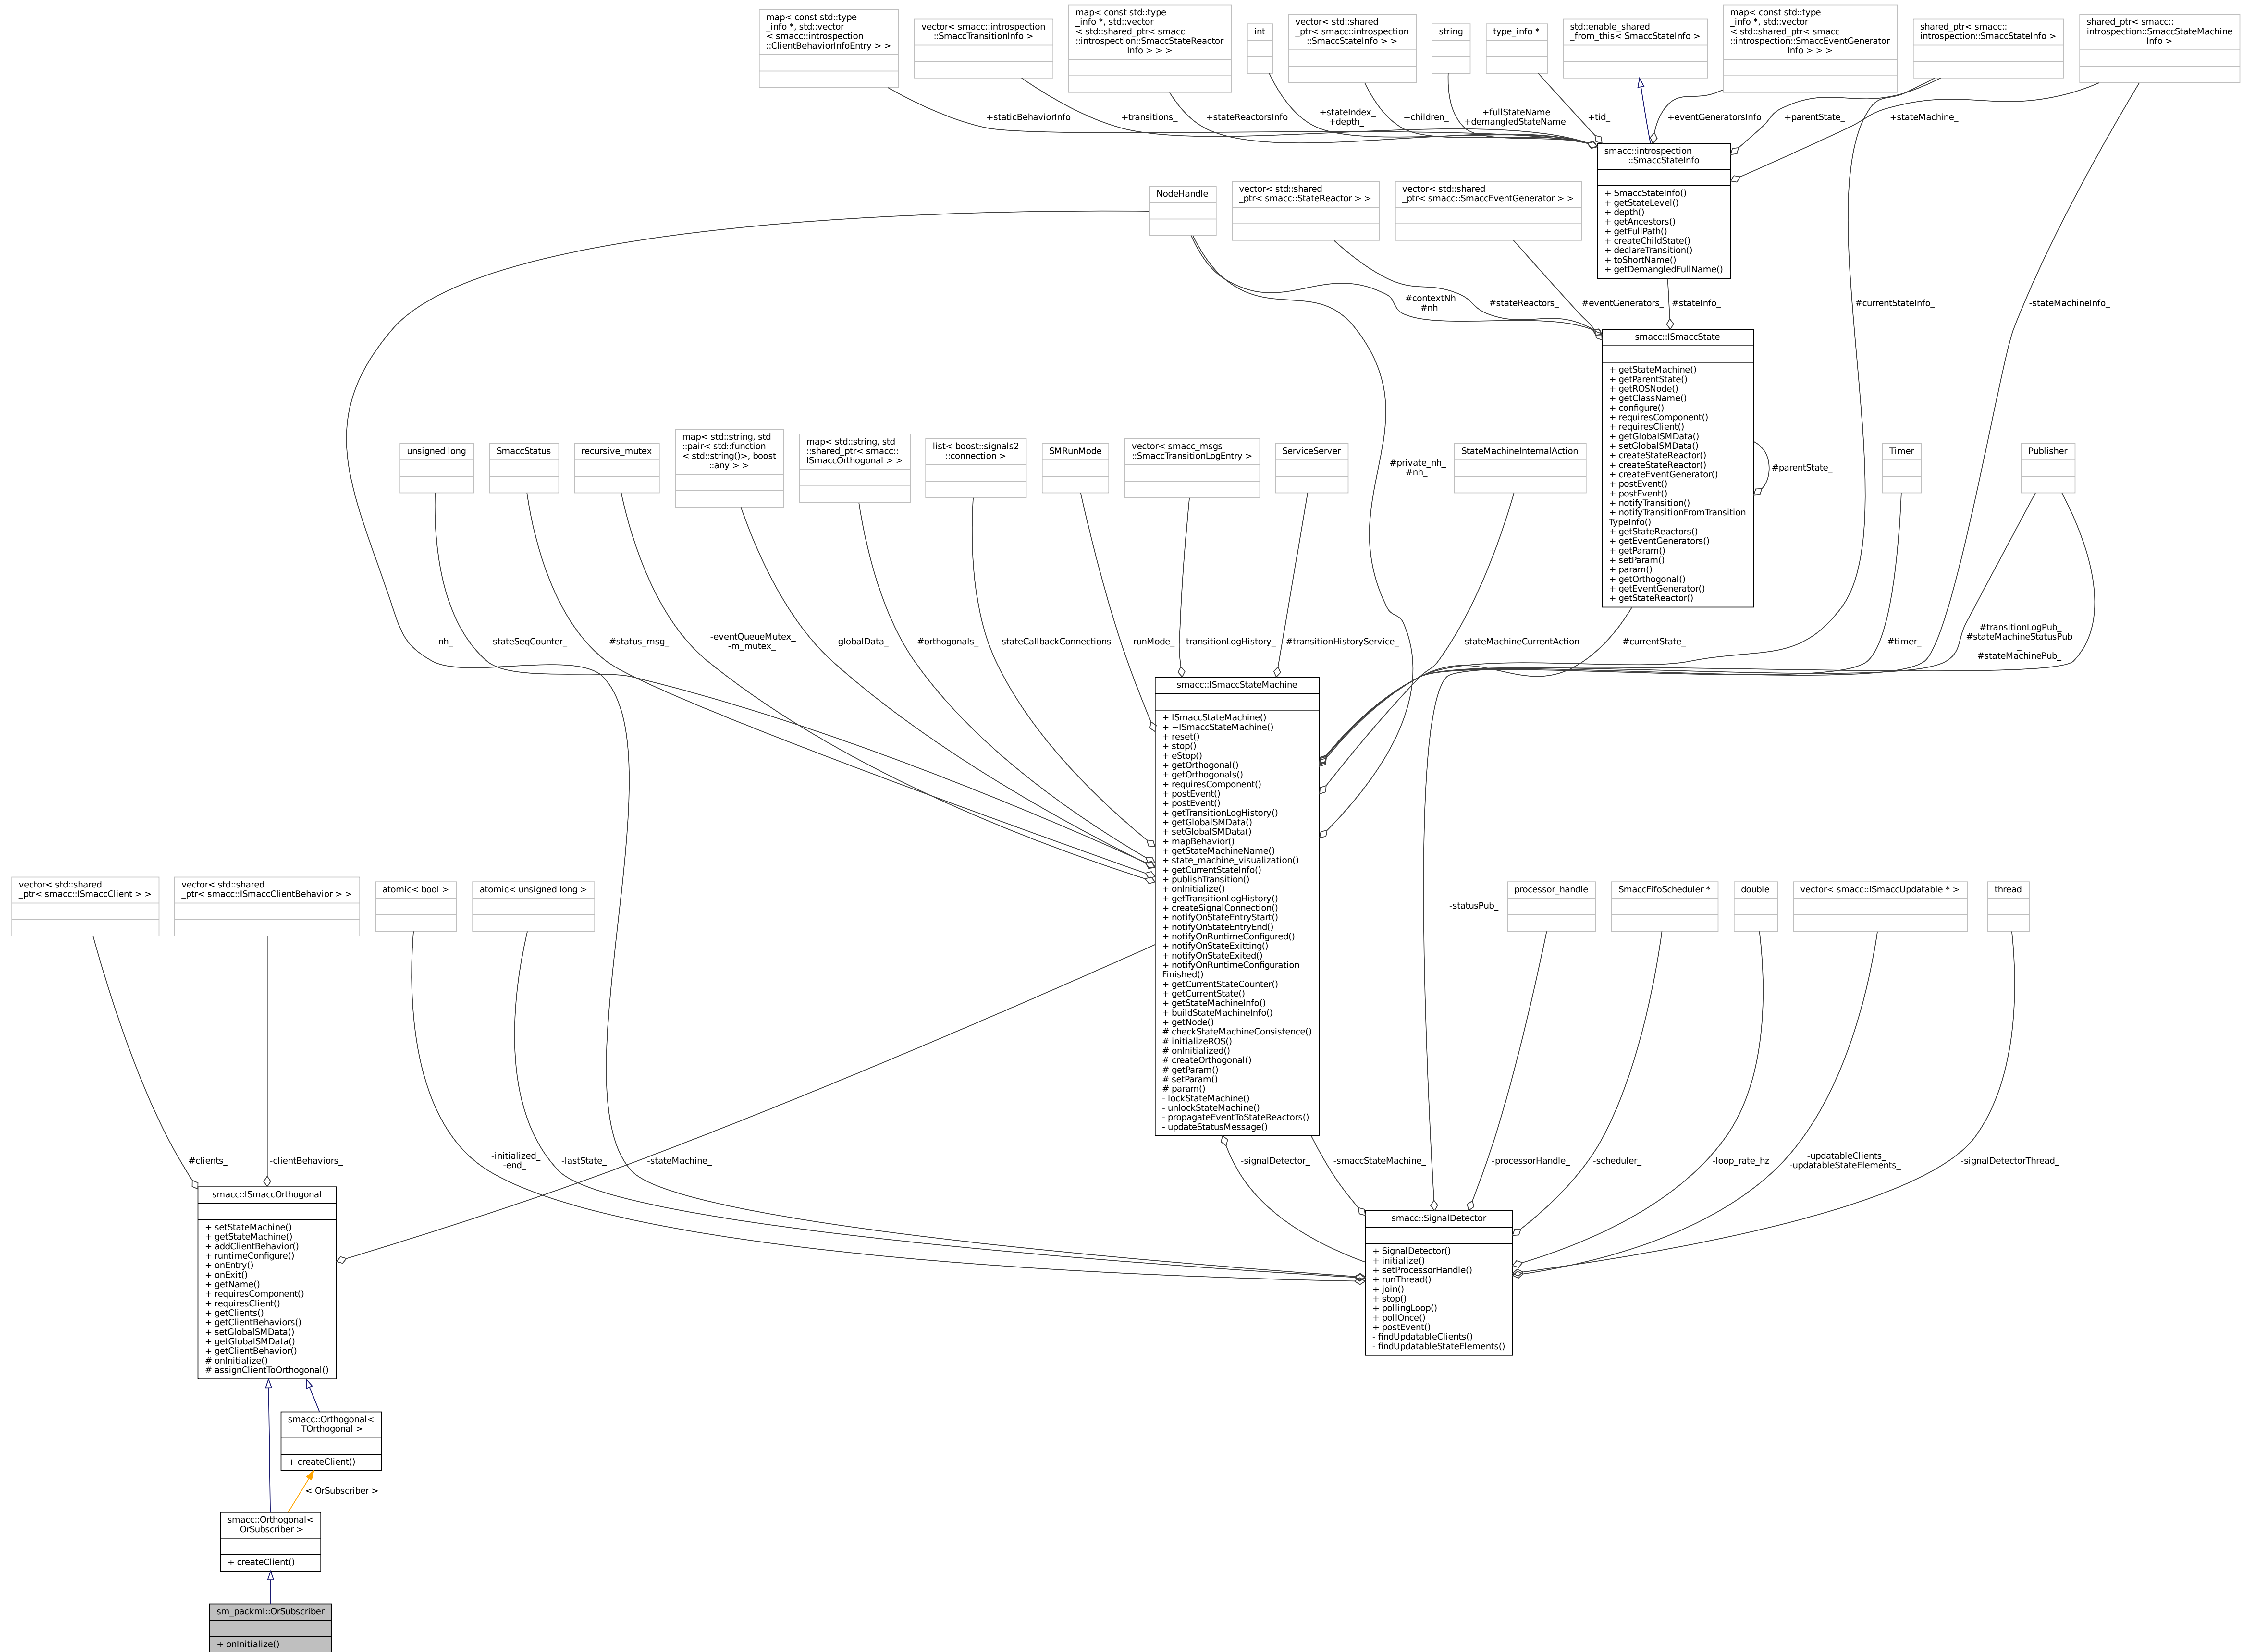 map< const std::type
_info *, std::vector
< smacc::introspection
::ClientBehaviorInfoEntry > >
vector< smacc::introspection
::SmaccTransitionInfo >
map< const std::type
_info *, std::vector
< std::shared_ptr< smacc
::introspection::SmaccStateReactor
Info > > >
int
vector< std::shared
_ptr< smacc::introspection
::SmaccStateInfo > >
string
type_info *
std::enable_shared
_from_this< SmaccStateInfo >
map< const std::type
_info *, std::vector
< std::shared_ptr< smacc
::introspection::SmaccEventGenerator
Info > > >
shared_ptr< smacc::
introspection::SmaccStateInfo >
shared_ptr< smacc::
introspection::SmaccStateMachine
Info >
+staticBehaviorInfo
+transitions_
+stateReactorsInfo
+stateIndex_
+depth_
+children_
+fullStateName
+demangledStateName
+tid_
+eventGeneratorsInfo
+parentState_
+stateMachine_
smacc::introspection
::SmaccStateInfo
+ SmaccStateInfo()
+ getStateLevel()
+ depth()
+ getAncestors()
+ getFullPath()
+ createChildState()
+ declareTransition()
+ toShortName()
+ getDemangledFullName()
NodeHandle
vector< std::shared
_ptr< smacc::StateReactor > >
vector< std::shared
_ptr< smacc::SmaccEventGenerator > >
#contextNh
#nh
#stateReactors_
#eventGenerators_
#stateInfo_
#currentStateInfo_
-stateMachineInfo_
smacc::ISmaccState
+ getStateMachine()
+ getParentState()
+ getROSNode()
+ getClassName()
+ configure()
+ requiresComponent()
+ requiresClient()
+ getGlobalSMData()
+ setGlobalSMData()
+ createStateReactor()
+ createStateReactor()
+ createEventGenerator()
+ postEvent()
+ postEvent()
+ notifyTransition()
+ notifyTransitionFromTransition
TypeInfo()
+ getStateReactors()
+ getEventGenerators()
+ getParam()
+ setParam()
+ param()
+ getOrthogonal()
+ getEventGenerator()
+ getStateReactor()
#parentState_
unsigned long
SmaccStatus
recursive_mutex
map< std::string, std
::pair< std::function
< std::string()>, boost
::any > >
map< std::string, std
::shared_ptr< smacc::
ISmaccOrthogonal > >
list< boost::signals2
::connection >
SMRunMode
vector< smacc_msgs
::SmaccTransitionLogEntry >
ServiceServer
#private_nh_
#nh_
StateMachineInternalAction
Timer
Publisher
-nh_
-stateSeqCounter_
#status_msg_
-eventQueueMutex_
-m_mutex_
-globalData_
#orthogonals_
-stateCallbackConnections
-runMode_
-transitionLogHistory_
#transitionHistoryService_
-stateMachineCurrentAction
#currentState_
#timer_
#transitionLogPub_
#stateMachineStatusPub
_
#stateMachinePub_
smacc::ISmaccStateMachine
+ ISmaccStateMachine()
+ ~ISmaccStateMachine()
+ reset()
+ stop()
+ eStop()
+ getOrthogonal()
+ getOrthogonals()
+ requiresComponent()
+ postEvent()
+ postEvent()
+ getTransitionLogHistory()
+ getGlobalSMData()
+ setGlobalSMData()
+ mapBehavior()
+ getStateMachineName()
+ state_machine_visualization()
+ getCurrentStateInfo()
+ publishTransition()
+ onInitialize()
+ getTransitionLogHistory()
+ createSignalConnection()
+ notifyOnStateEntryStart()
+ notifyOnStateEntryEnd()
+ notifyOnRuntimeConfigured()
+ notifyOnStateExitting()
+ notifyOnStateExited()
+ notifyOnRuntimeConfiguration
Finished()
+ getCurrentStateCounter()
+ getCurrentState()
+ getStateMachineInfo()
+ buildStateMachineInfo()
+ getNode()
# checkStateMachineConsistence()
# initializeROS()
# onInitialized()
# createOrthogonal()
# getParam()
# setParam()
# param()
- lockStateMachine()
- unlockStateMachine()
- propagateEventToStateReactors()
- updateStatusMessage()
vector< std::shared
_ptr< smacc::ISmaccClient > >
vector< std::shared
_ptr< smacc::ISmaccClientBehavior > >
atomic< bool >
atomic< unsigned long >
-statusPub_
processor_handle
SmaccFifoScheduler *
double
vector< smacc::ISmaccUpdatable * >
thread
#clients_
-clientBehaviors_
-initialized_
-end_
-lastState_
-stateMachine_
-signalDetector_
-smaccStateMachine_
-processorHandle_
-scheduler_
-loop_rate_hz
-updatableClients_
-updatableStateElements_
-signalDetectorThread_
smacc::ISmaccOrthogonal
+ setStateMachine()
+ getStateMachine()
+ addClientBehavior()
+ runtimeConfigure()
+ onEntry()
+ onExit()
+ getName()
+ requiresComponent()
+ requiresClient()
+ getClients()
+ getClientBehaviors()
+ setGlobalSMData()
+ getGlobalSMData()
+ getClientBehavior()
# onInitialize()
# assignClientToOrthogonal()
smacc::SignalDetector
+ SignalDetector()
+ initialize()
+ setProcessorHandle()
+ runThread()
+ join()
+ stop()
+ pollingLoop()
+ pollOnce()
+ postEvent()
- findUpdatableClients()
- findUpdatableStateElements()
smacc::Orthogonal<
TOrthogonal >
+ createClient()
< OrSubscriber >
smacc::Orthogonal<
OrSubscriber >
+ createClient()
sm_packml::OrSubscriber
+ onInitialize()